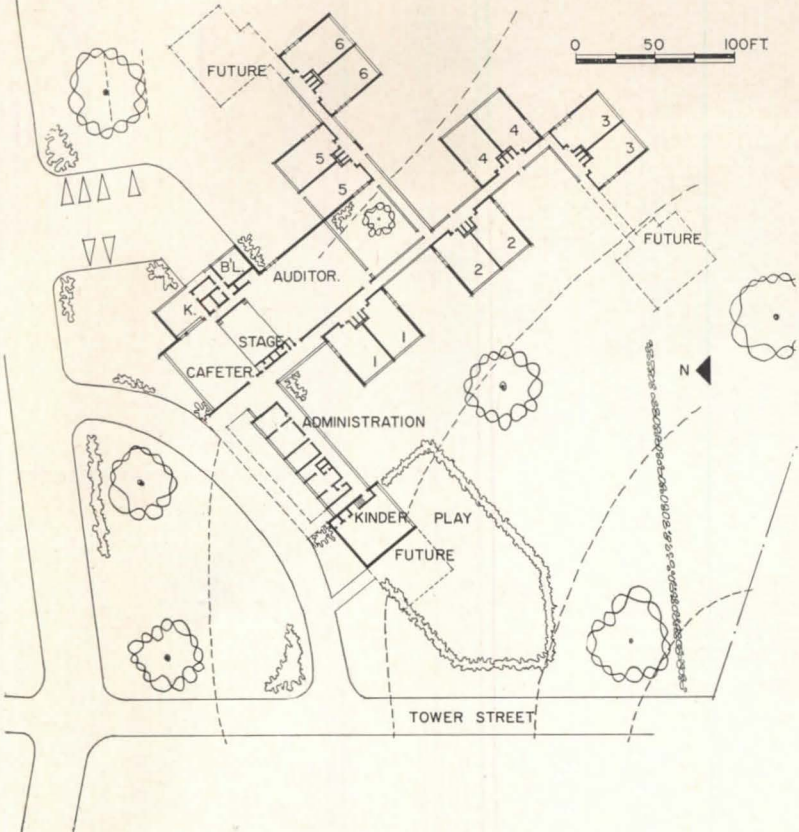 0 50 100FT.
6
6
FUTURE
5
5
4
4
3
3
2
2
FUTURE
B'L.
AUDITOR.
K.
STAGE
CAFETER.
1
1
N
ADMINISTRATION
KINDER
PLAY
FUTURE
TOWER STREET